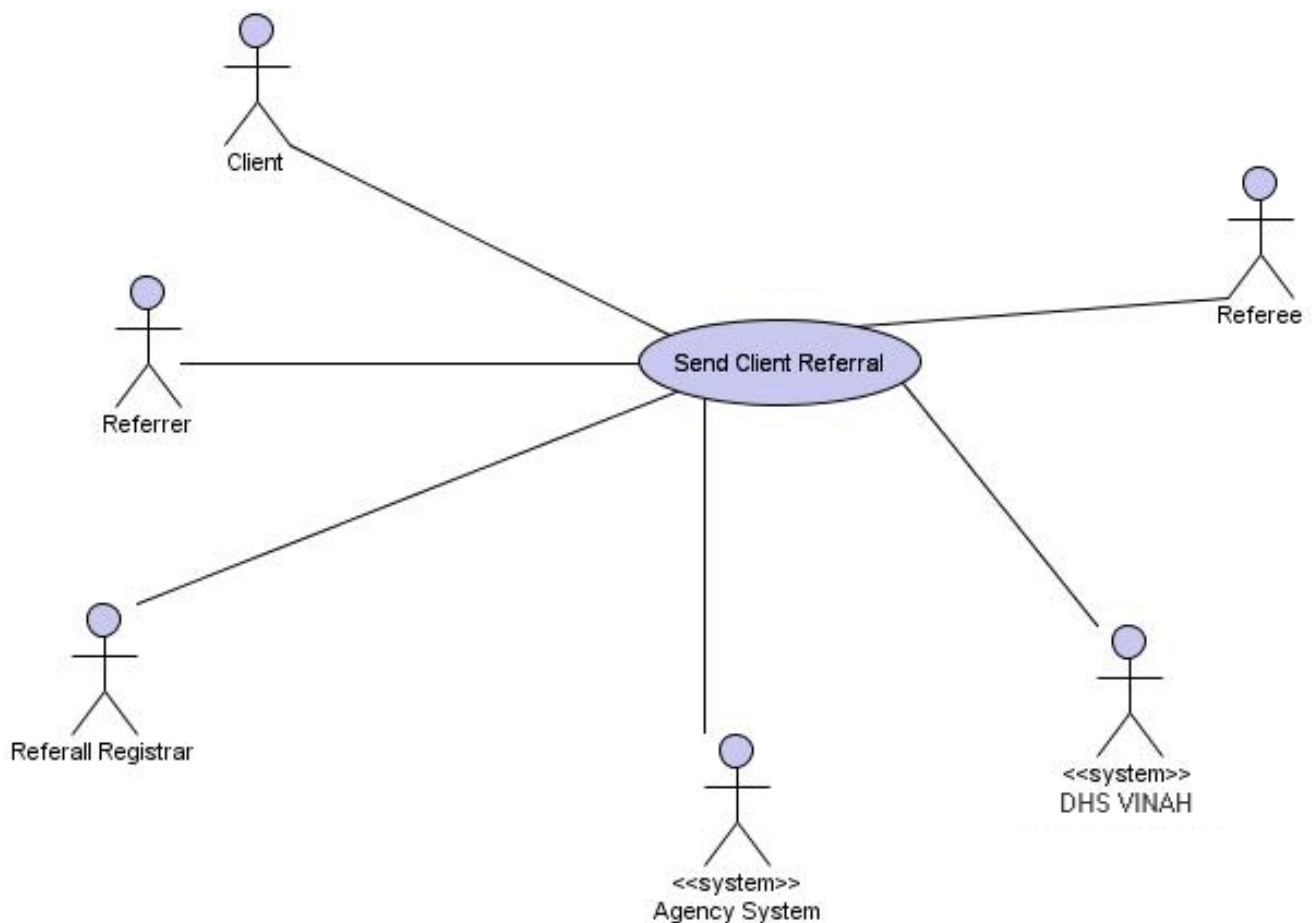 Client
Referee
Send Client Referral
Referrer
Referall Registrar
<<system>>
DHS VINAH
<<system>>
Agency System